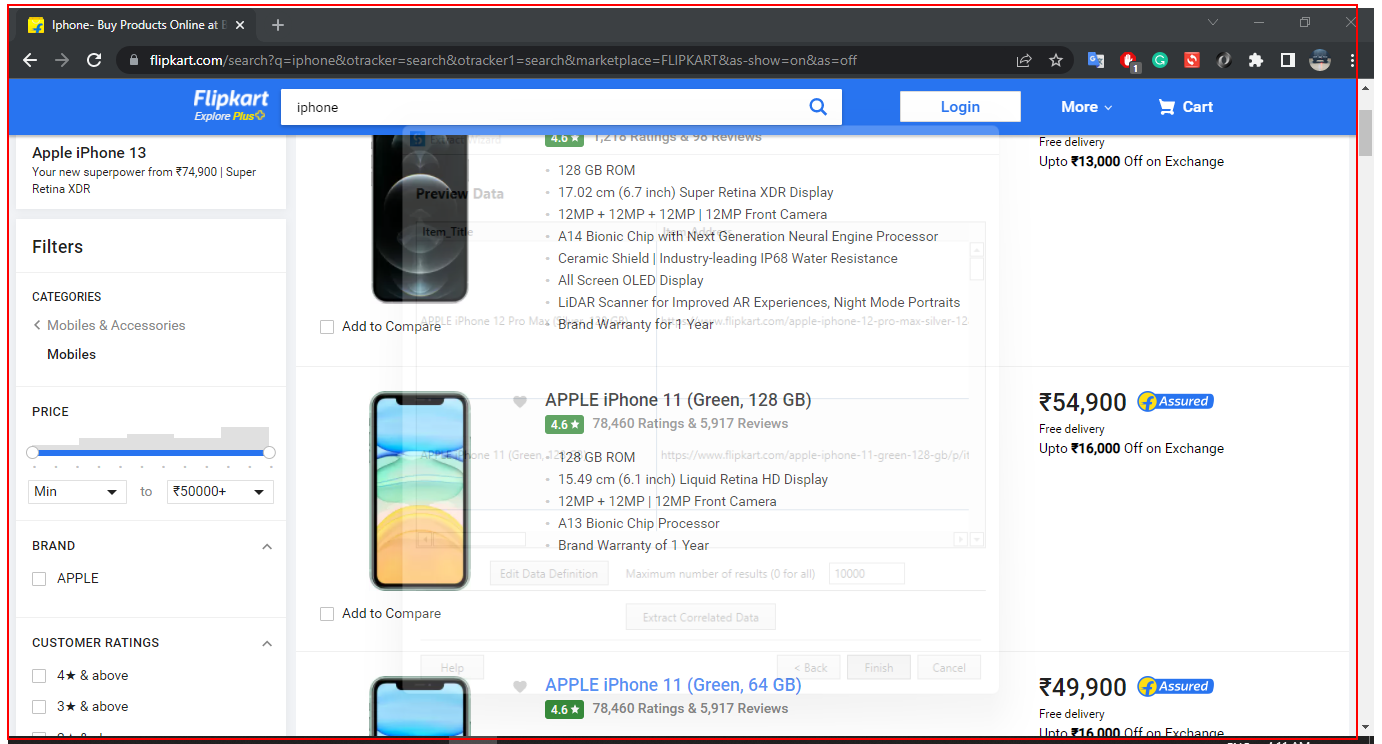 Iphone- Buy Products Online at B
flipkart.com/search?q=iphone&otracker=search&otracker1=search&marketplace=FLIPKART&as-show=on&as=off
1
Flipkart
Explore Plus
iphone
Login
More
Cart
Apple iPhone 13
Your new superpower from ₹74,900 | Super
Retina XDR
Filters
CATEGORIES
Mobiles & Accessories
Mobiles
PRICE
Min
to
₹50000+
BRAND
APPLE
CUSTOMER RATINGS
4★ & above
3★ & above
Extract Wizard
4.6★
1,218 Ratings & 98 Reviews
Preview Data
Item_Title
128 GB ROM
17.02 cm (6.7 inch) Super Retina XDR Display
12MP + 12MP + 12MP | 12MP Front Camera
A14 Bionic Chip with Next Generation Neural Engine Processor
Ceramic Shield | Industry-leading IP68 Water Resistance
All Screen OLED Display
LiDAR Scanner for Improved AR Experiences, Night Mode Portraits
Brand Warranty for 1 Year
Add to Compare
APPLE iPhone 12 Pro Max (Silver, 128 GB)
https://www.flipkart.com/apple-iphone-12-pro-max-silver-12
Free delivery
Upto ₹13,000 Off on Exchange
APPLE iPhone 11 (Green, 128 GB)
4.6★
78,460 Ratings & 5,917 Reviews
APPLE iPhone 11 (Green, 128
https://www.flipkart.com/apple-iphone-11-green-128-gb/p/it
128 GB ROM
15.49 cm (6.1 inch) Liquid Retina HD Display
12MP + 12MP | 12MP Front Camera
A13 Bionic Chip Processor
Brand Warranty of 1 Year
Add to Compare
₹54,900
Assured
Free delivery
Upto ₹16,000 Off on Exchange
Edit Data Definition
Maximum number of results (0 for all)
10000
Extract Correlated Data
Help
< Back
Finish
Cancel
APPLE iPhone 11 (Green, 64 GB)
4.6★
78,460 Ratings & 5,917 Reviews
₹49,900
Assured
Free delivery
Upto ₹16,000 Off on Exchange